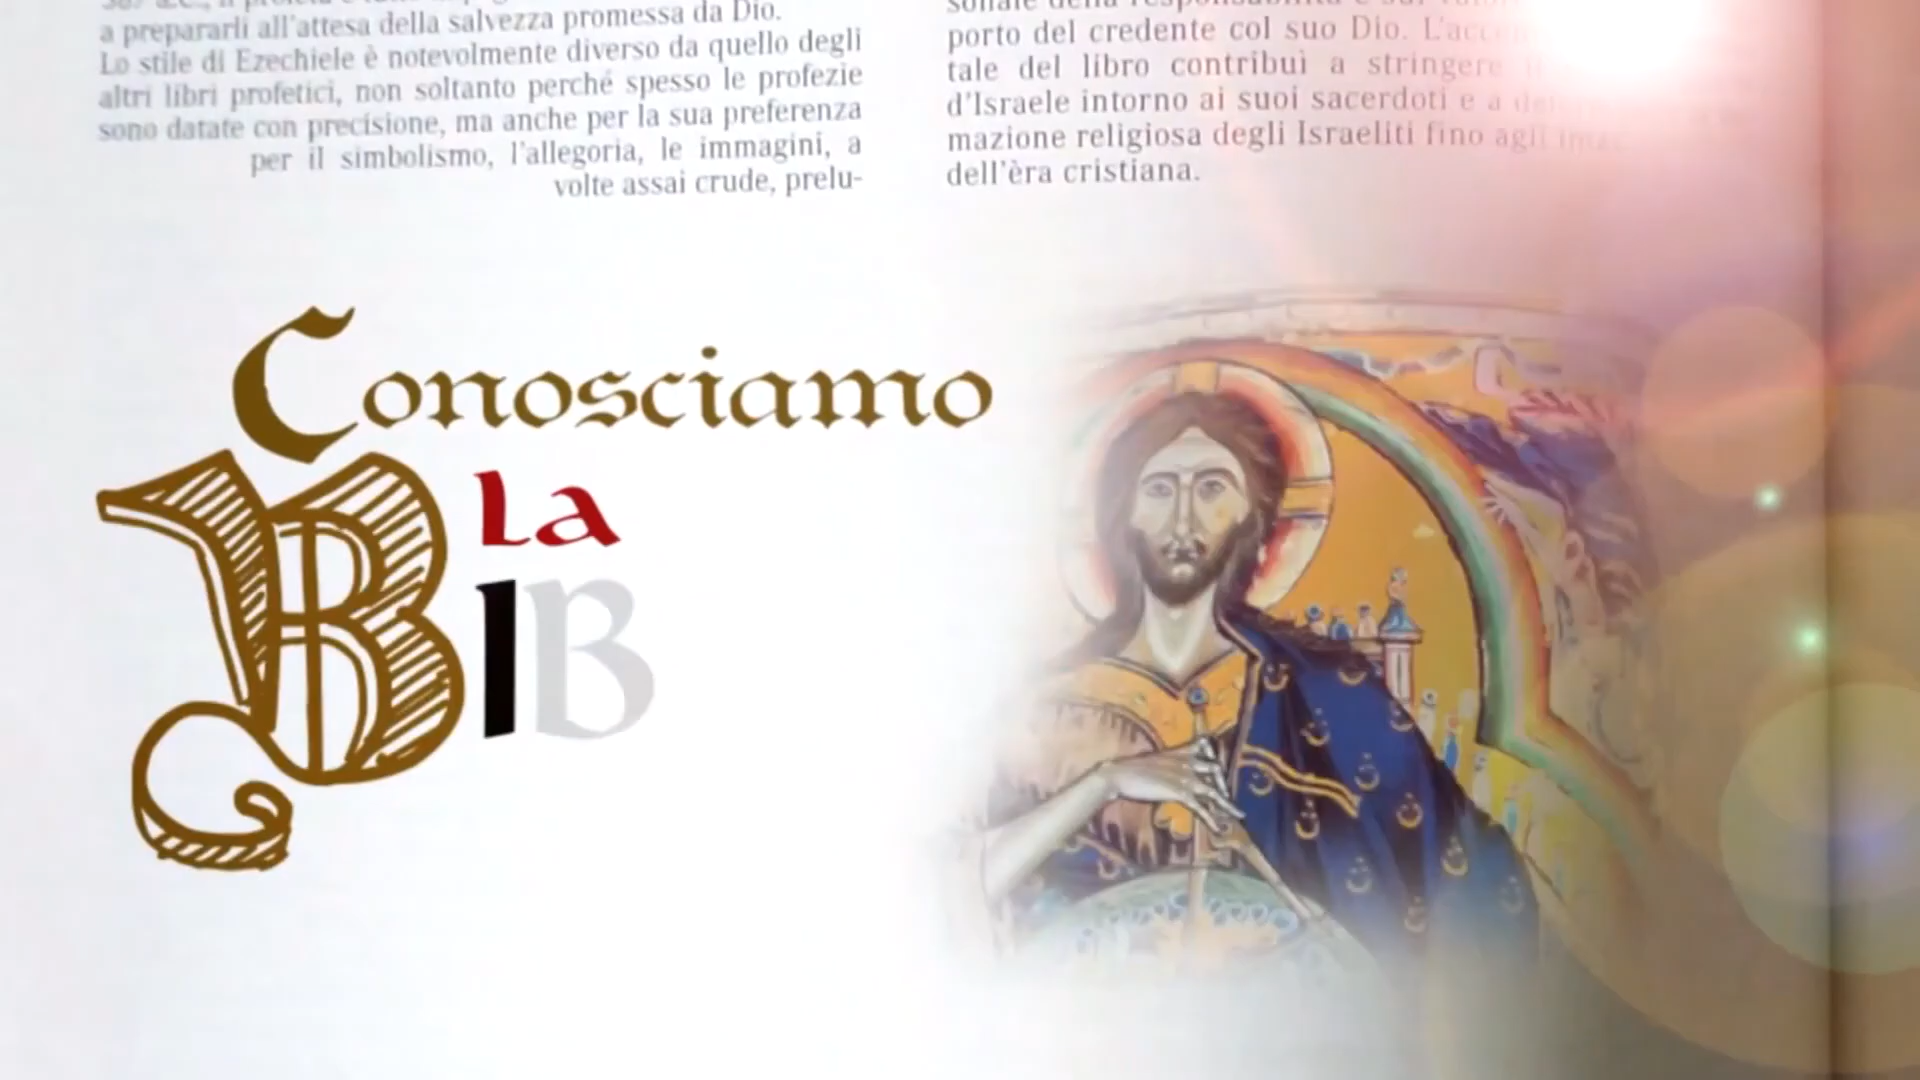 a prepararli all'attesa della salvezza promessa da Dio.
Lo stile di Ezechiele è notevolmente diverso da quello degli
altri libri profetici, non soltanto perché spesso le profezie
sono datate con precisione, ma anche per la sua preferenza
per il simbolismo, l'allegoria, le immagini, a
volte assai crude, prelu-
porto del credente col suo Dio.
tale del libro contribuì a stringere
d'Israele intorno ai suoi sacerdoti e a
mazione religiosa degli Israeliti fino agli
dell'èra cristiana.
Conosciamo
La
BIB